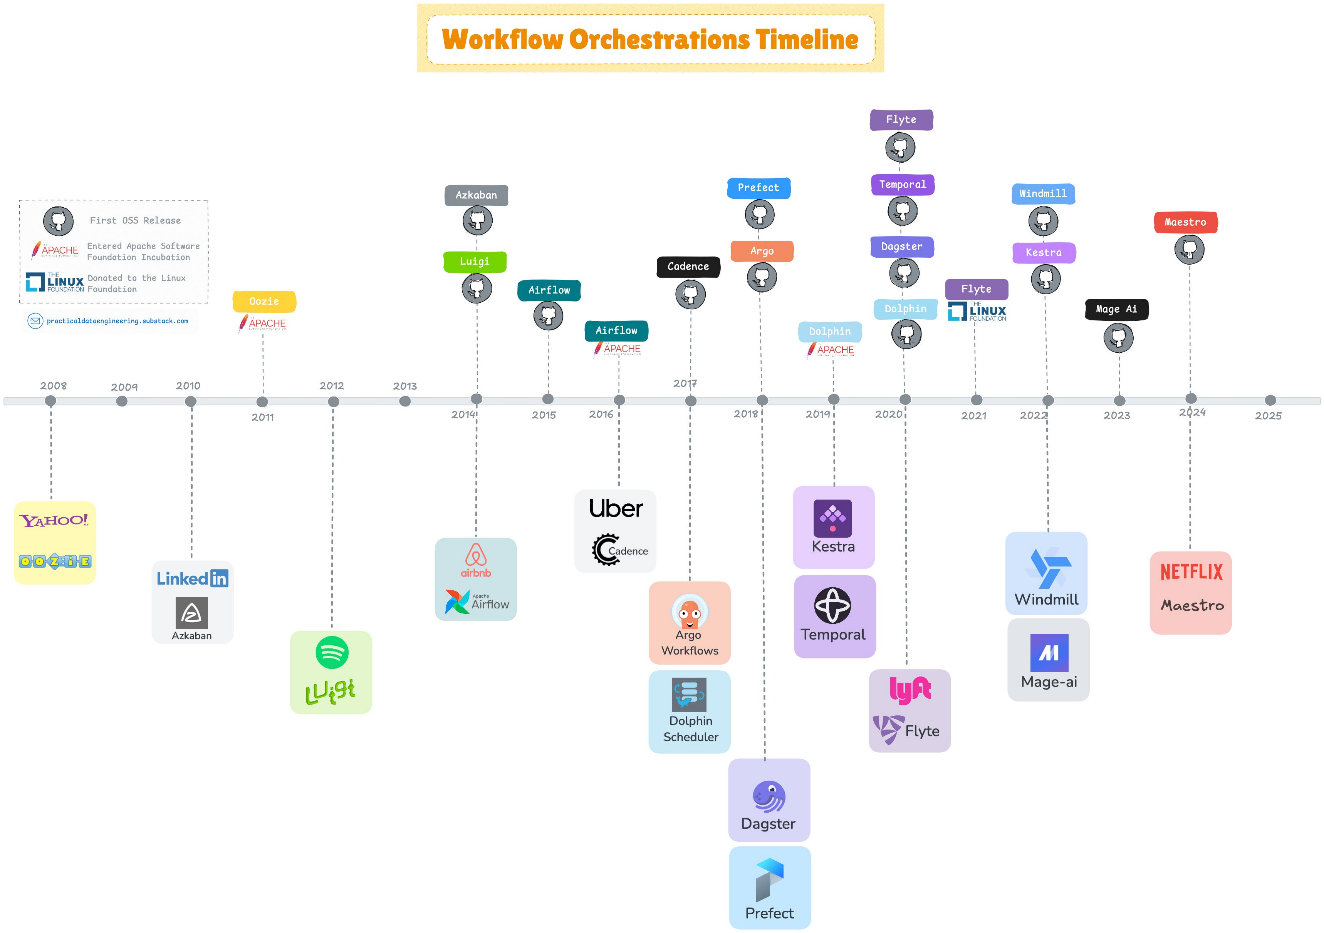 Workflow Orchestrations Timeline
Flyte
Temporal
Dagster
Dolphin
Prefect
Argo
Azkaban
Luigi
Airflow
Airflow
APACHE
Cadence
Dolphin
APACHE
Flyte
THE
LINUX
FOUNDATION
Windmill
Kestra
Mage Ai
Maestro
First OSS Release
APACHE
Entered Apache Software
Foundation Incubation
THE
LINUX
FOUNDATION
Donated to the Linux
Foundation
practicaldataengineering.substack.com
Oozie
APACHE
2008
2009
2010
2011
2012
2013
2014
2015
2016
2017
2018
2019
2020
2021
2022
2023
2024
2025
YAHOO!
OOZIE
Linkedin
Azkaban
Spotify
Luigi
airbnb
Apache
Airflow
Uber
Cadence
Argo
Workflows
Dolphin
Scheduler
Dagster
Prefect
Kestra
Temporal
lyft
Flyte
Windmill
Mage-ai
NETFLIX
Maestro